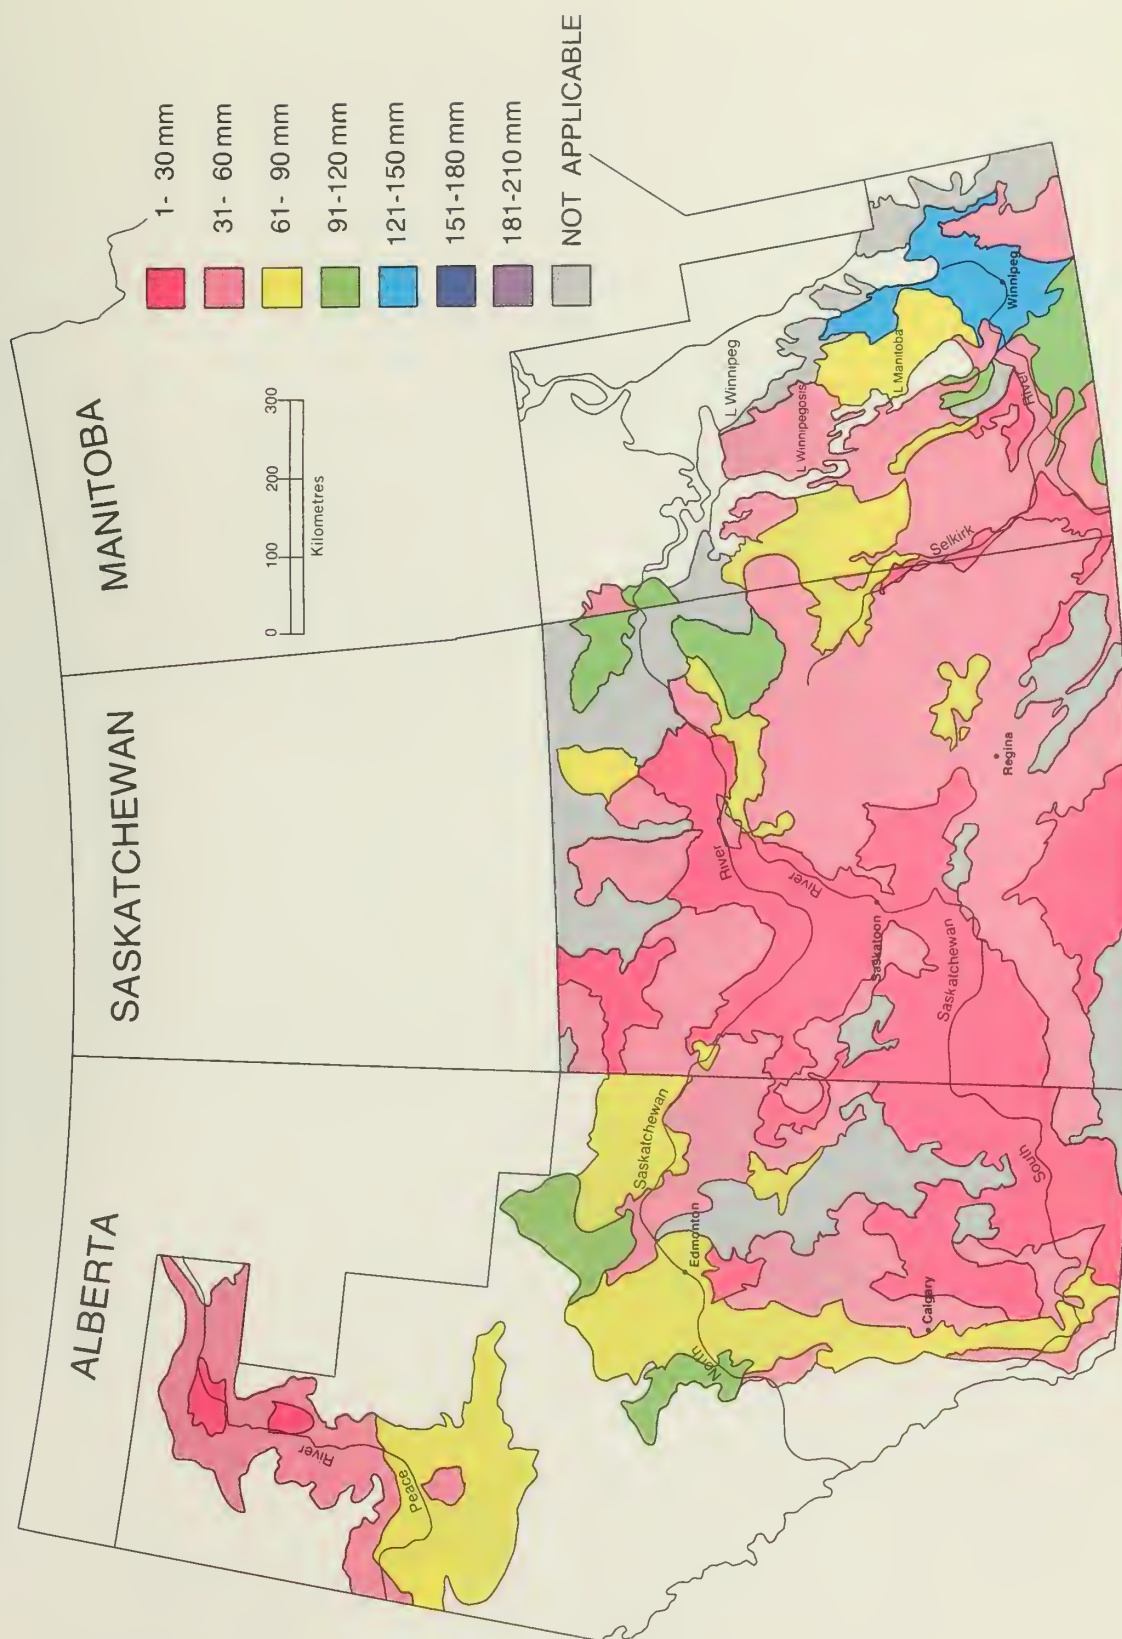 ALBERTA
SASKATCHEWAN
MANITOBA
1- 30 mm
31- 60 mm
61- 90 mm
91-120 mm
121-150 mm
151-180 mm
181-210 mm
NOT APPLICABLE
0 100 200 300
Kilometres
Peace
River
North
Saskatchewan
River
Edmonton
Calgary
South
Saskatchewan
River
Saskatoon
Regina
Selkirk
River
L Winnipeg
L Winnipegosis
L Manitoba
Winnipeg